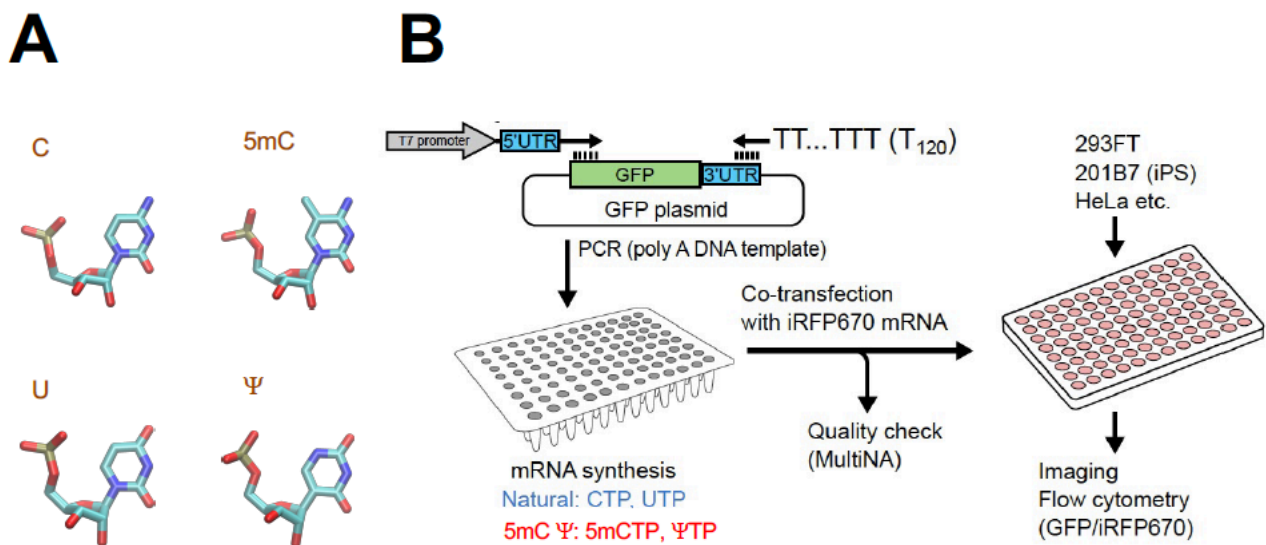 A
B
C
5mC
U
Ψ
T7 promoter
5'UTR
TT...TTT (T120)
GFP
3'UTR
GFP plasmid
PCR (poly A DNA template)
mRNA synthesis
Natural: CTP, UTP
5mC Ψ: 5mCTP, ΨTP
Co-transfection
with iRFP670 mRNA
Quality check
(MultiNA)
293FT
201B7 (iPS)
HeLa etc.
Imaging
Flow cytometry
(GFP/iRFP670)